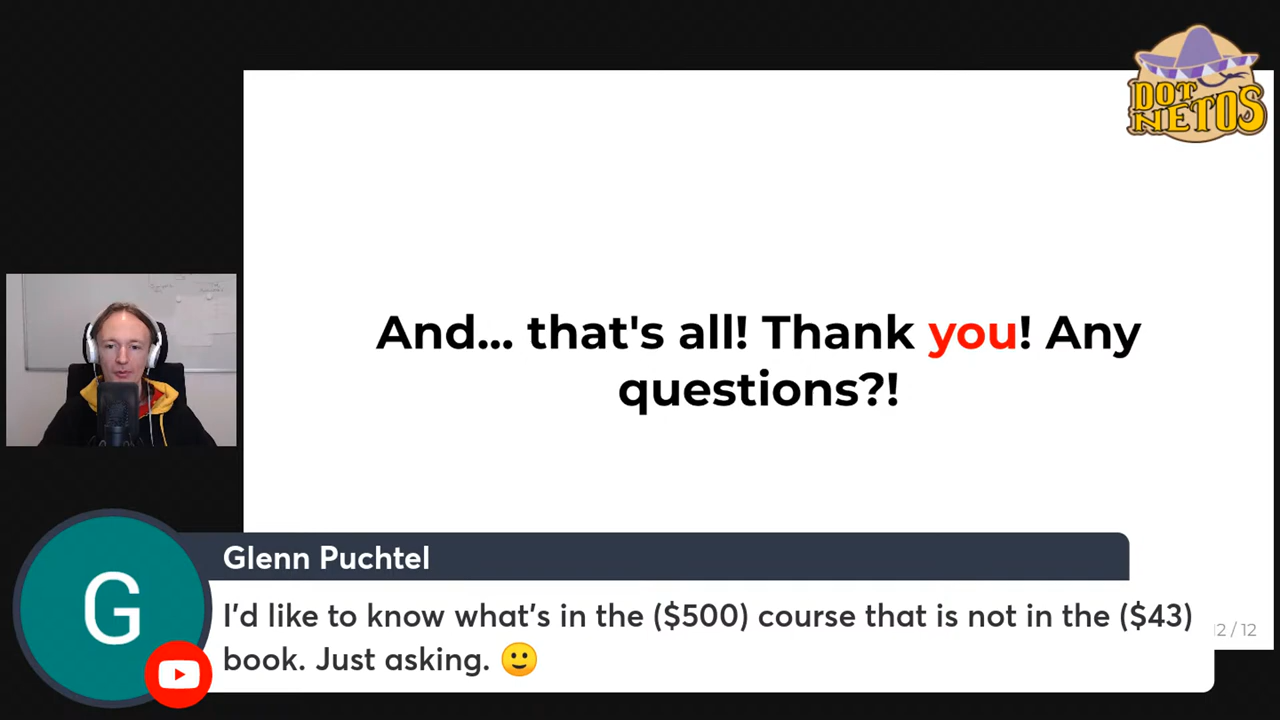 DOT
NETOS
And... that's all! Thank you! Any
questions?!
G
Glenn Puchtel
I'd like to know what's in the ($500) course that is not in the ($43)
book. Just asking. 🙂
12 / 12